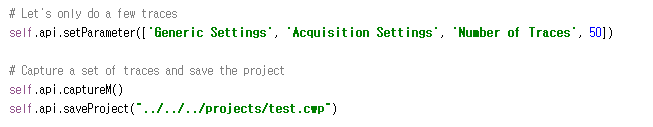 # Let's only do a few traces
self.api.setParameter(['Generic Settings', 'Acquisition Settings', 'Number of Traces', 50])
# Capture a set of traces and save the project
self.api.captureM()
self.api.saveProject("../../../projects/test.cwp")